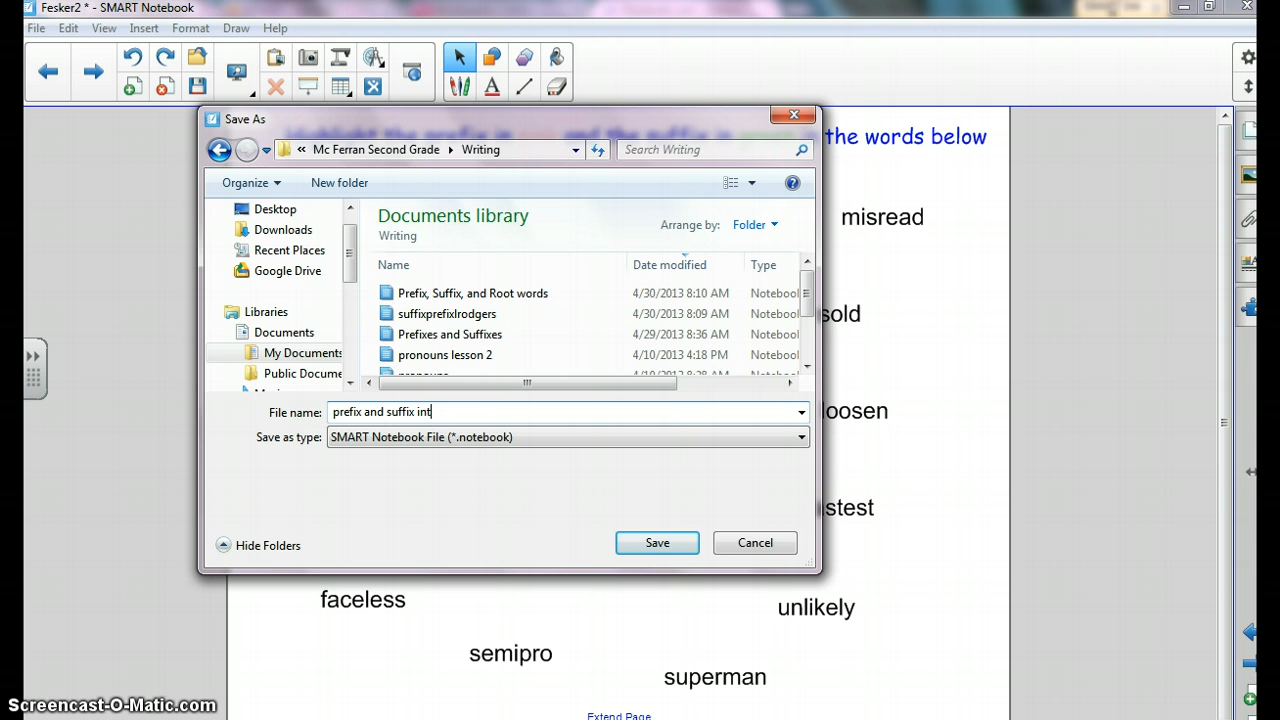 Fesker2 * - SMART Notebook
File Edit View Insert Format Draw Help
Save As
« Mc Ferran Second Grade Writing
Search Writing
the words below
Organize New folder
Desktop
Downloads
Recent Places
Google Drive
Libraries
Documents
My Documents
Public Docume
Documents library
Writing
Arrange by: Folder
Name Date modified Type
Prefix, Suffix, and Root words 4/30/2013 8:10 AM Notebool
suffixprefixlrodgers 4/30/2013 8:09 AM Notebool
Prefixes and Suffixes 4/29/2013 8:36 AM Notebool
pronouns lesson 2 4/10/2013 4:18 PM Notebool
File name: prefix and suffix int
Save as type: SMART Notebook File (*.notebook)
Hide Folders
Save Cancel
misread
sold
loosen
stest
faceless
unlikely
semipro
superman
Extend Page
Screencast-O-Matic.com